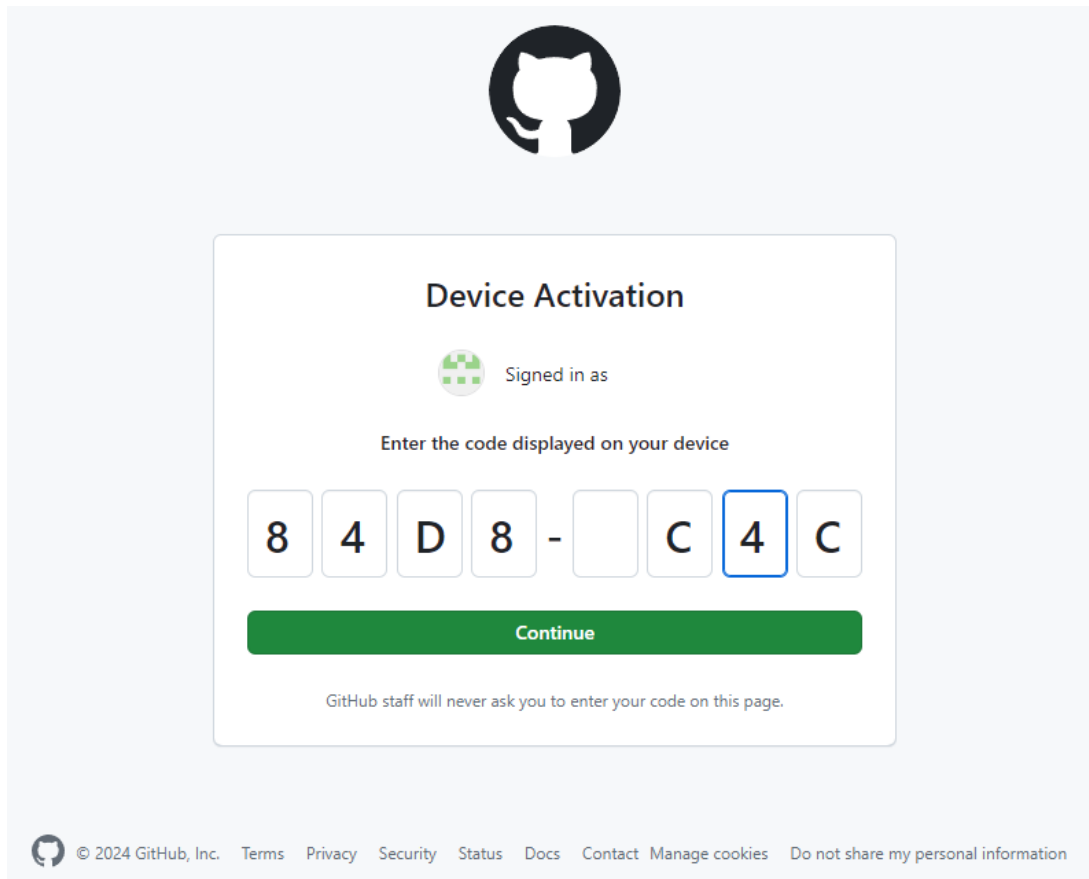 Device Activation
Signed in as
Enter the code displayed on your device
8 4 D 8 - C 4 C
Continue
GitHub staff will never ask you to enter your code on this page.
© 2024 GitHub, Inc. Terms Privacy Security Status Docs Contact Manage cookies Do not share my personal information